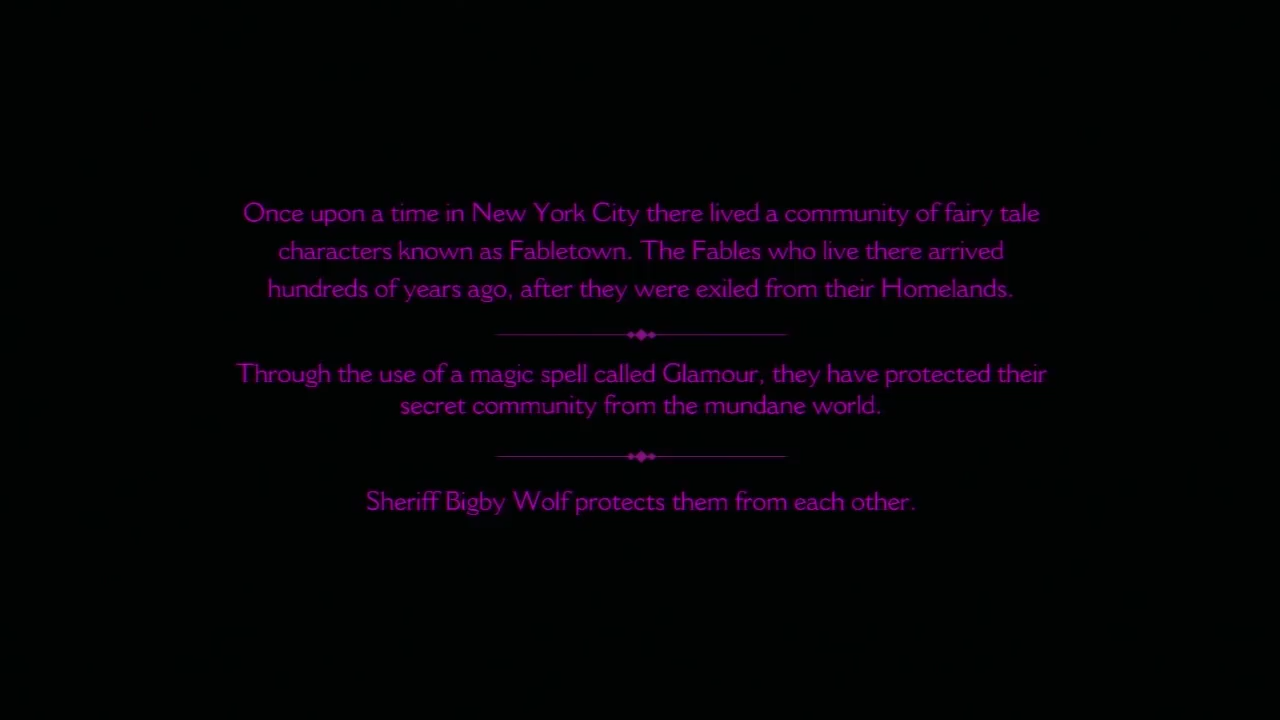 Once upon a time in New York City there lived a community of fairy tale
characters known as Fabletown. The Fables who live there arrived
hundreds of years ago, after they were exiled from their Homelands.
Through the use of a magic spell called Glamour, they have protected their
secret community from the mundane world.
Sheriff Bigby Wolf protects them from each other.